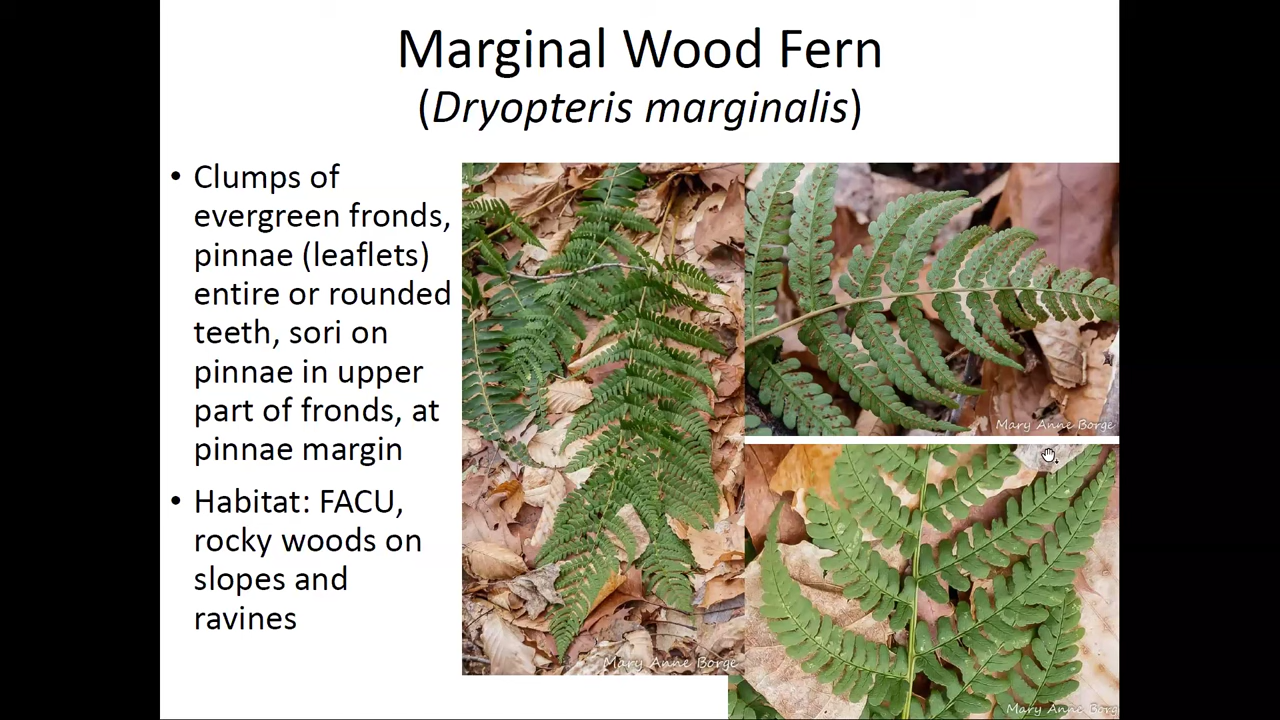 Marginal Wood Fern
(Dryopteris marginalis)
• Clumps of
evergreen fronds,
pinnae (leaflets)
entire or rounded
teeth, sori on
pinnae in upper
part of fronds, at
pinnae margin
• Habitat: FACU,
rocky woods on
slopes and
ravines
Mary Anne Borge
Mary Anne Borge
Mary Anne Borg